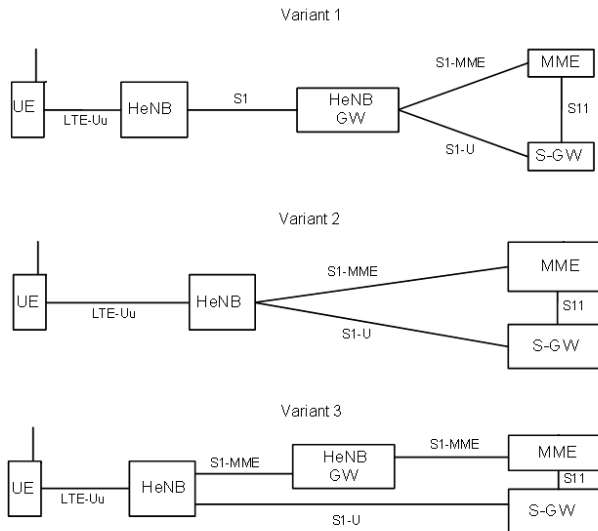 Variant 1
S1-MME
MME
UE
LTE-Uu
HeNB
S1
HeNB
GW
S11
S1-U
S-GW
Variant 2
S1-MME
MME
UE
LTE-Uu
HeNB
S11
S1-U
S-GW
Variant 3
HeNB
GW
S1-MME
S1-MME
MME
UE
LTE-Uu
HeNB
S11
S1-U
S-GW